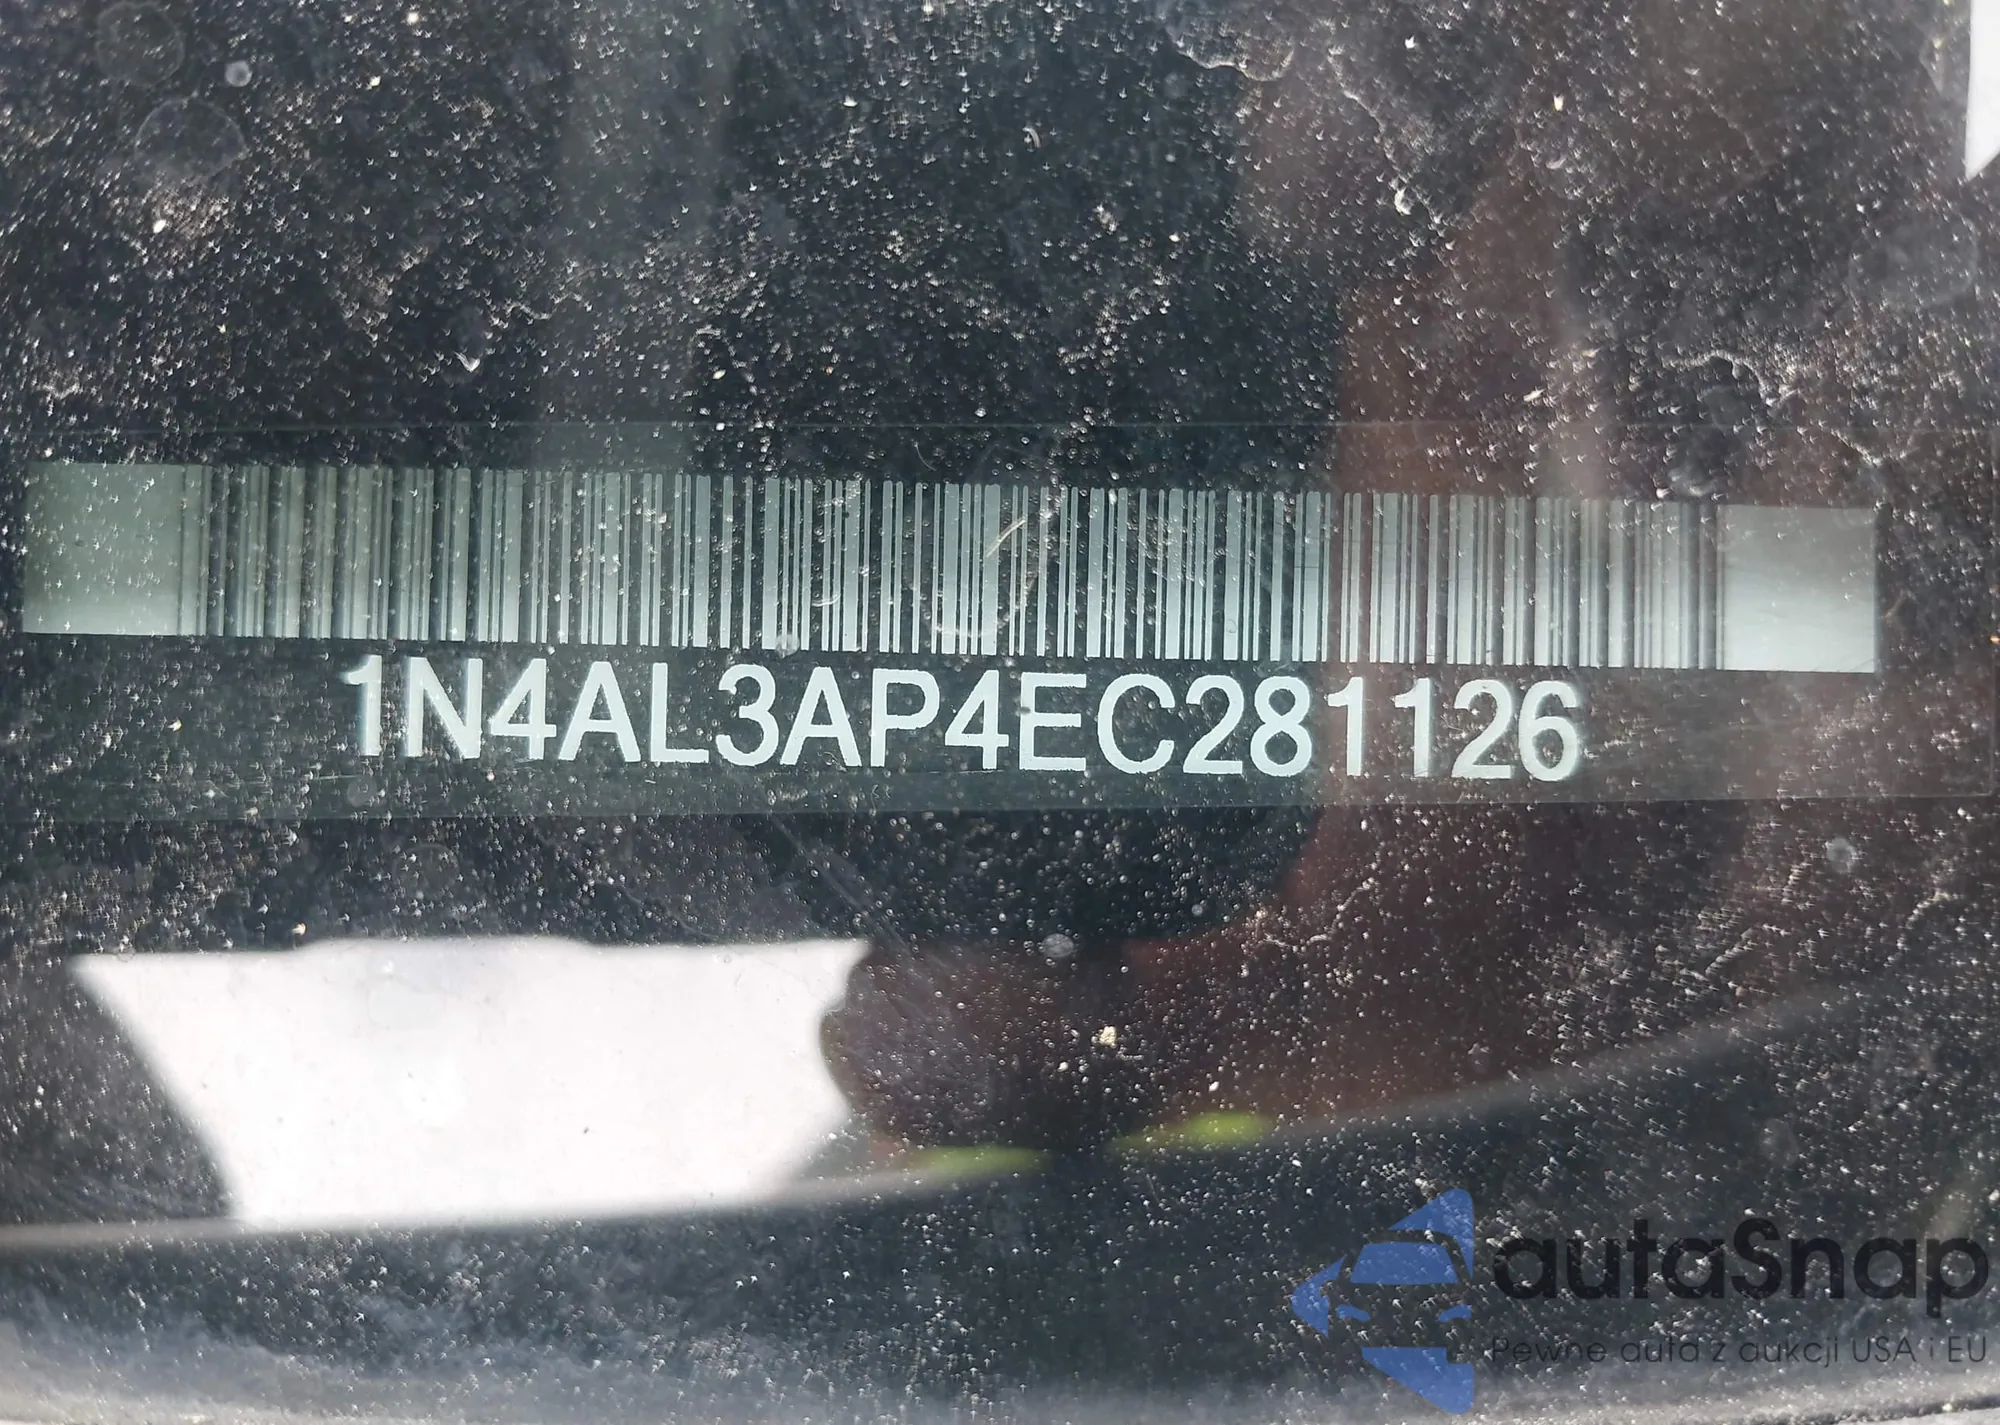 1N4AL3AP4EC281126
autaSnap
Pewne auta z aukcji USA i EU